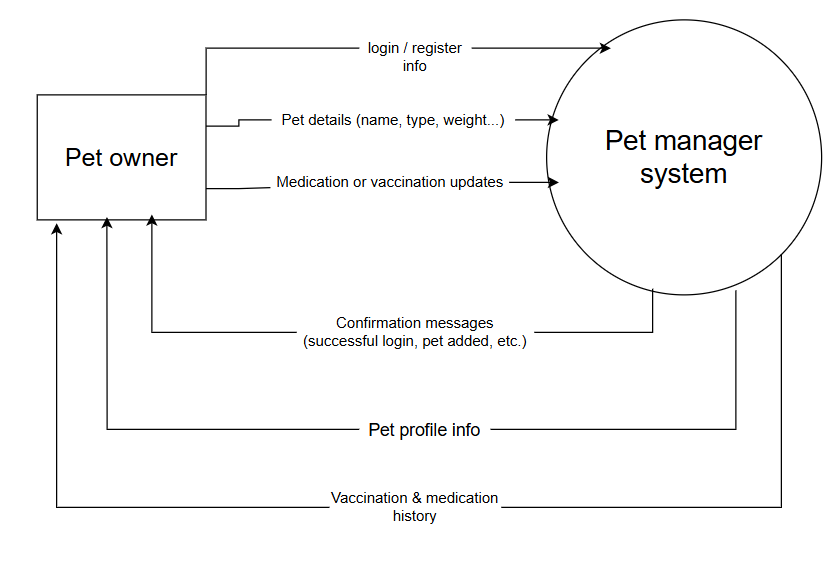 login / register
info
Pet details (name, type, weight...)
Pet owner
Pet manager
system
Medication or vaccination updates
Confirmation messages
(successful login, pet added, etc.)
Pet profile info
Vaccination & medication
history